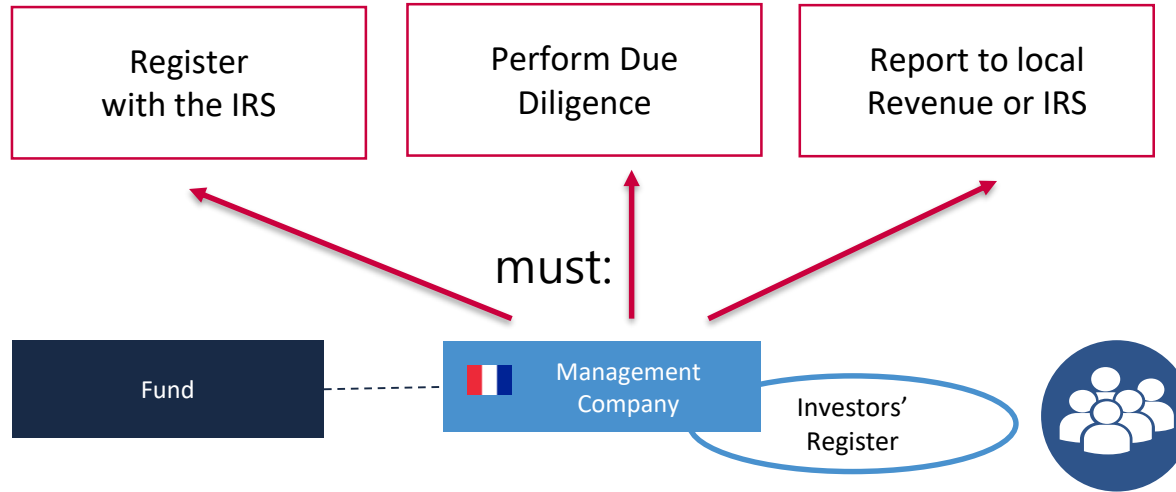 Register
with the IRS
Perform Due
Diligence
Report to local
Revenue or IRS
must:
Fund
Management
Company
Investors’
Register